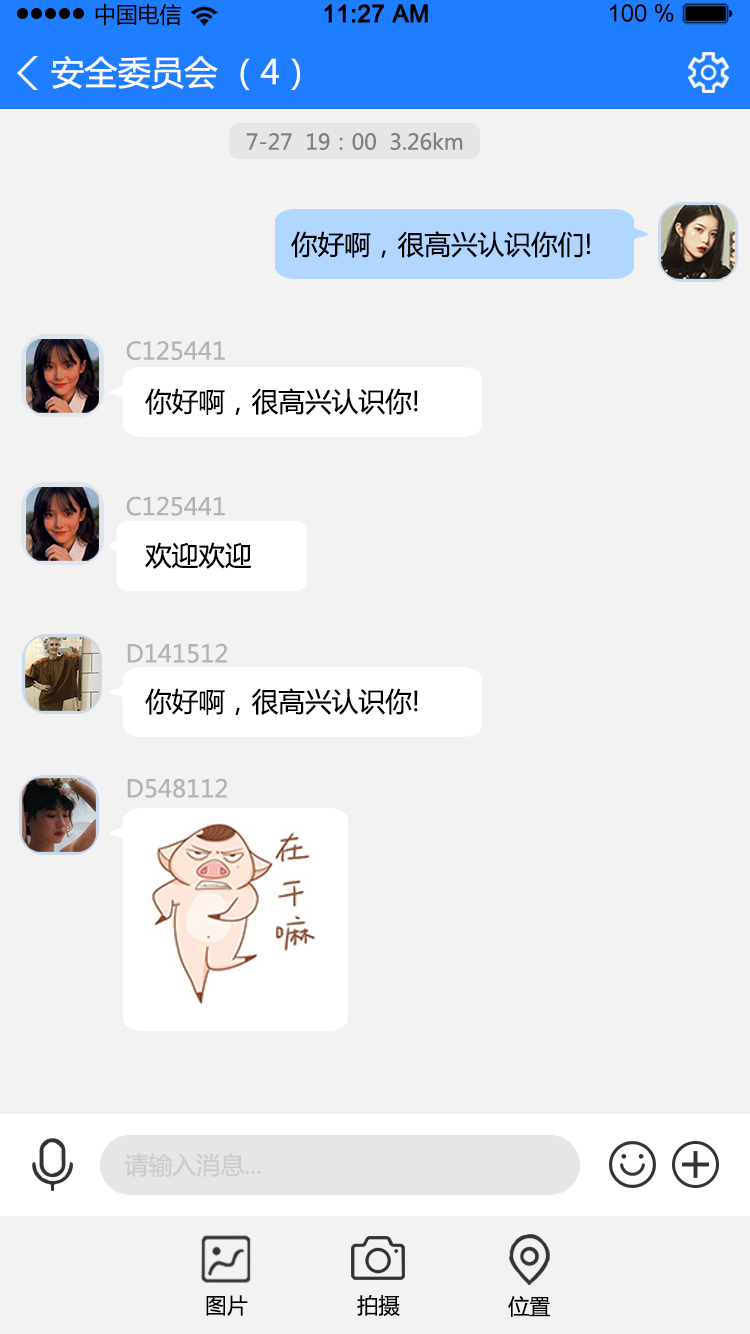 中国电信 11:27 AM 100 %
安全委员会（4）
7-27 19：00 3.26km
你好啊，很高兴认识你们!
C125441
你好啊，很高兴认识你!
C125441
欢迎欢迎
D141512
你好啊，很高兴认识你!
D548112
在
干
嘛
请输入消息...
图片 拍摄 位置